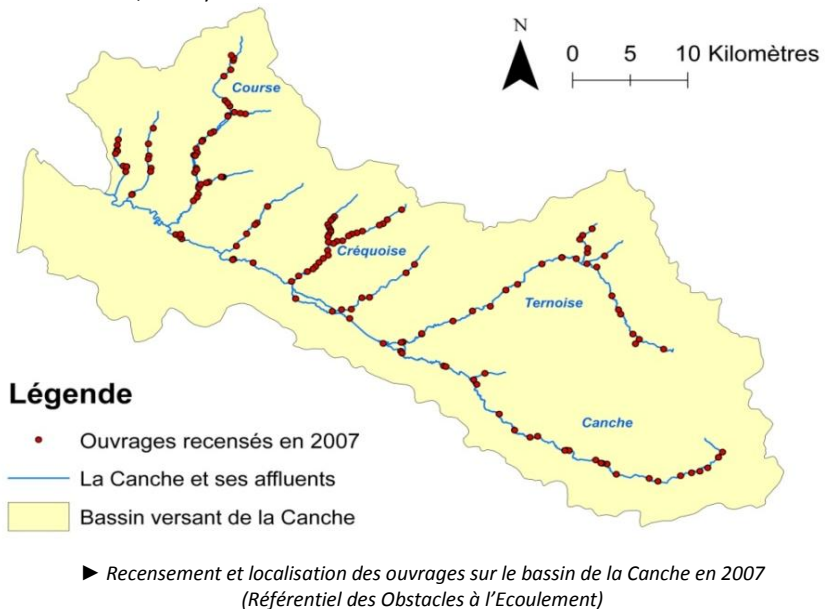 N
0 5 10 Kilomètres
Course
Créquoise
Ternoise
Canche
Légende
Ouvrages recensés en 2007
La Canche et ses affluents
Bassin versant de la Canche
► Recensement et localisation des ouvrages sur le bassin de la Canche en 2007
(Référentiel des Obstacles à l'Ecoulement)